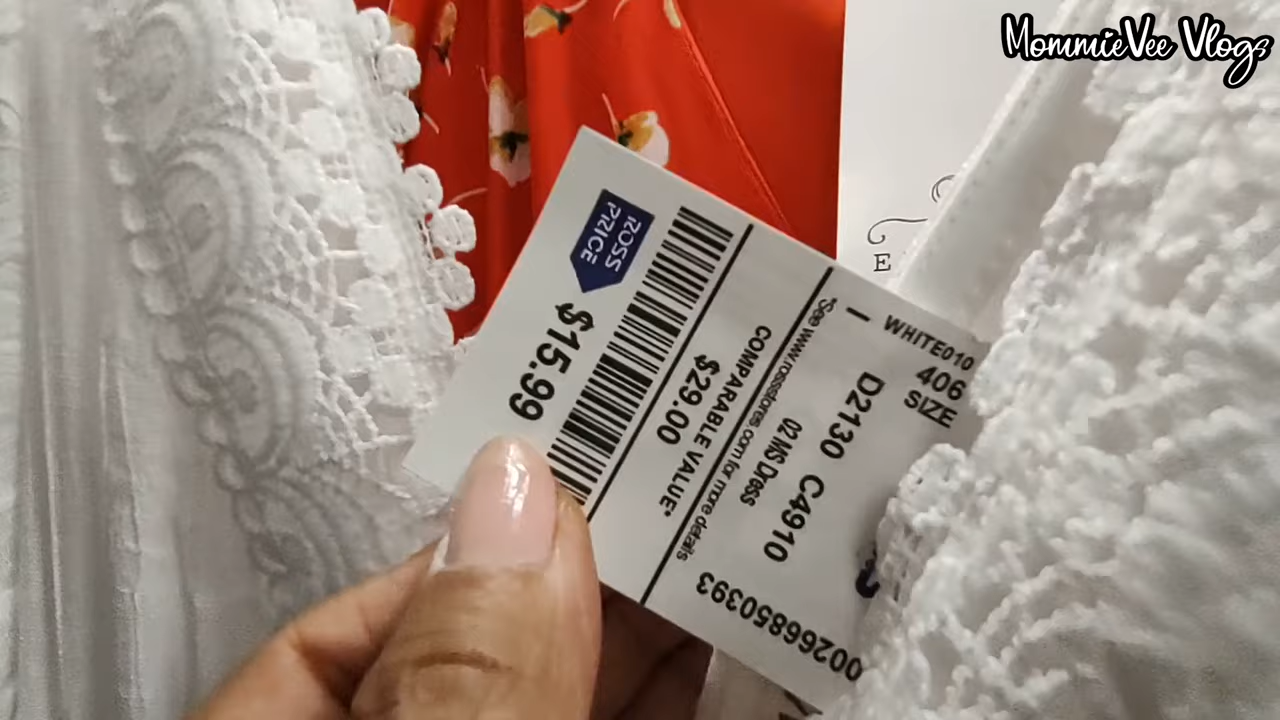 MommieVee Vlogs
WHITE010
406
SIZE
D2130 C4910
02 MS Dress
00266850393
*See www.rossstores.com for more details
COMPARABLE VALUE*
$29.00
ROSS
PRICE
$15.99
E